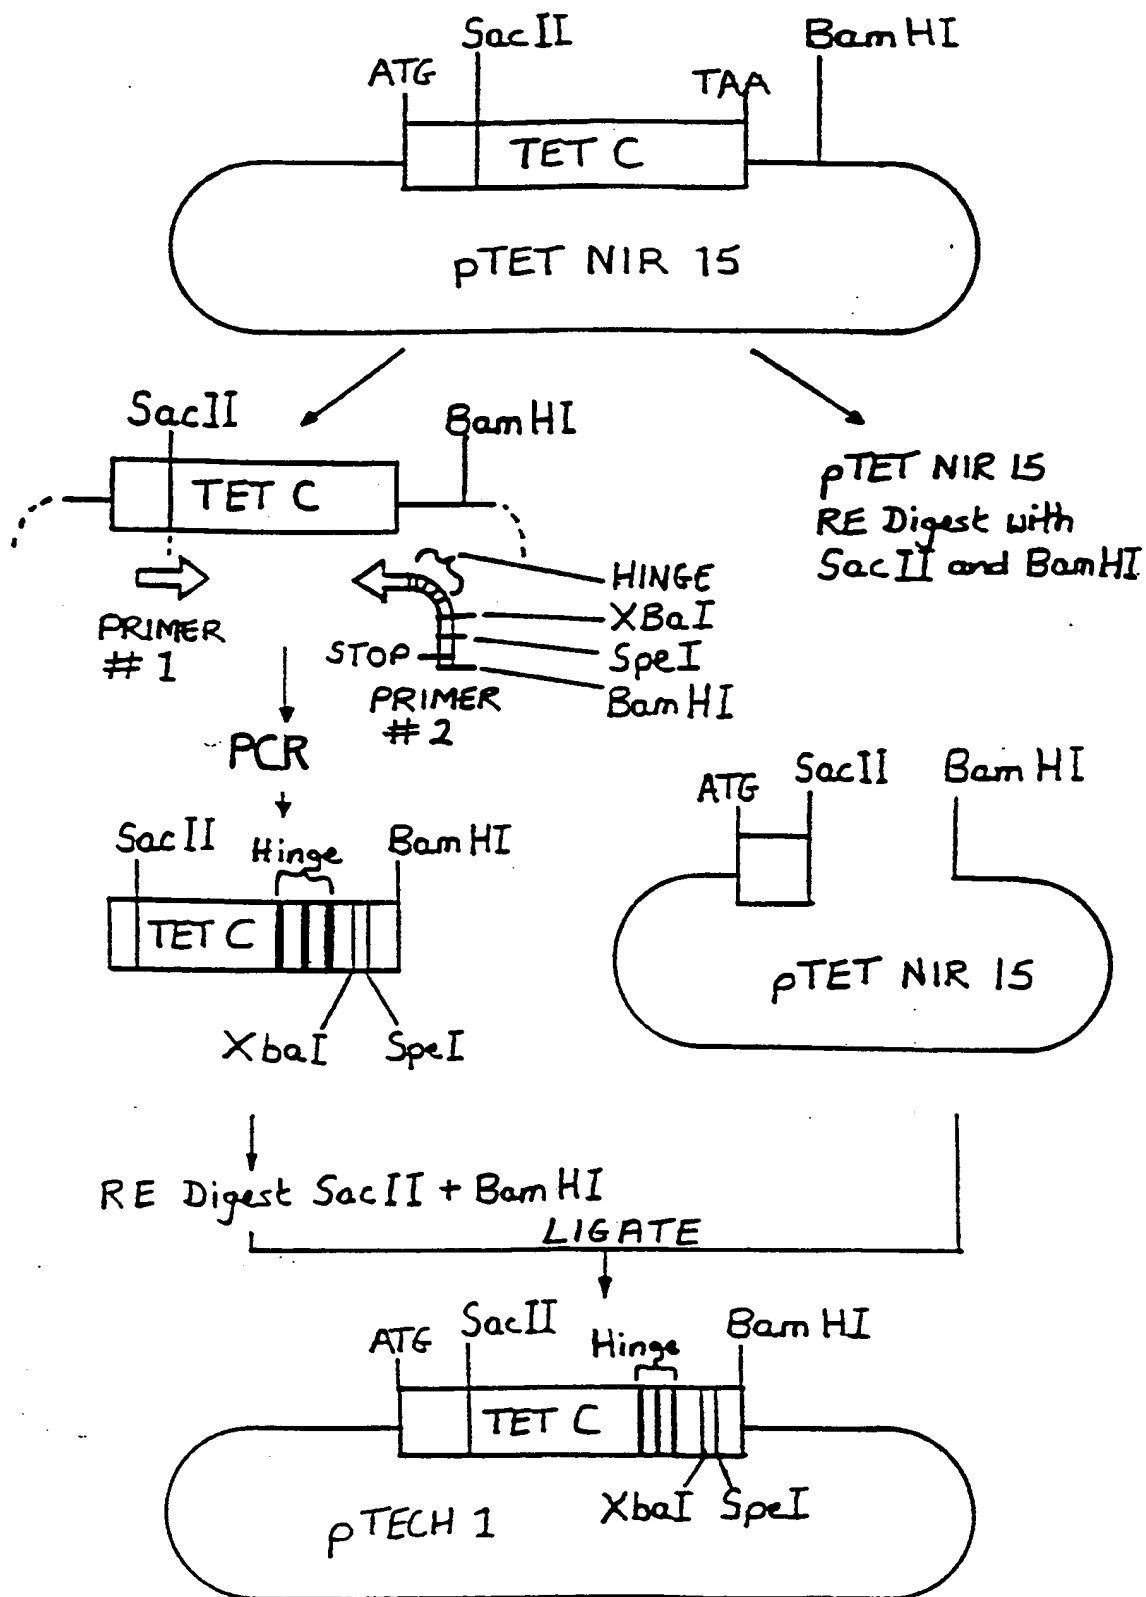 SacII
BamHI
ATG
TAA
TET C
pTET NIR 15
SacII
BamHI
TET C
pTET NIR 15
RE Digest with
SacII and BamHI
HINGE
XBaI
SpeI
BamHI
STOP
PRIMER
# 1
PRIMER
# 2
PCR
SacII
Hinge
BamHI
TET C
XbaI
SpeI
ATG
SacII
BamHI
pTET NIR 15
RE Digest SacII + BamHI
LIGATE
ATG
SacII
Hinge
BamHI
TET C
XbaI
SpeI
pTECH 1